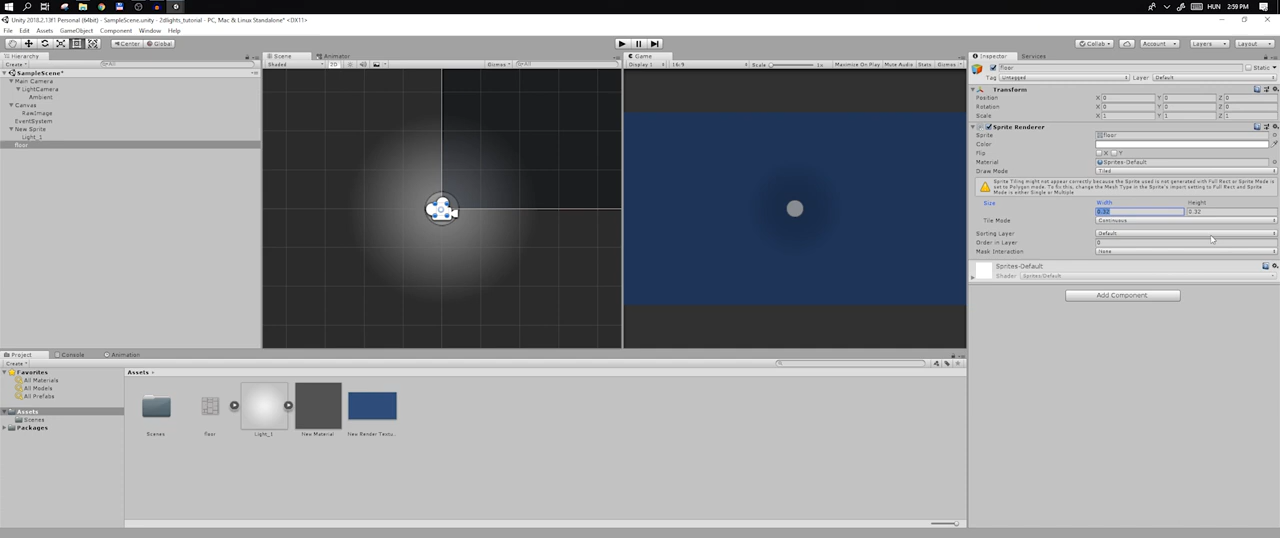 HUN 2:59 PM
Unity 2018.2.13f1 Personal (64bit) - SampleScene.unity - 2dlights_tutorial - PC, Mac & Linux Standalone* <DX11>
File Edit Assets GameObject Component Window Help
Center Global Collab Account Layers Layout
Hierarchy Scene Animator Game Inspector Services
Create Shaded 2D Gizmos Display 1 16:9 Scale 1x Maximize On Play Mute Audio Stats Gizmos
SampleScene*
Main Camera
LightCamera
Ambient
Canvas
RawImage
EventSystem
New Sprite
Light_1
floor
floor Static
Tag Untagged Layer Default
Transform
Position X 0 Y 0 Z 0
Rotation X 0 Y 0 Z 0
Scale X 1 Y 1 Z 1
Sprite Renderer
Sprite floor
Color
Flip X Y
Material Sprites-Default
Draw Mode Tiled
Sprite Tiling might not appear correctly because the Sprite used is not generated with Full Rect or Sprite Mode is set to Polygon mode. To fix this, change the Mesh Type in the Sprite's import setting to Full Rect and Sprite Mode is either Single or Multiple
Size Width Height
0.32 0.32
Tile Mode Continuous
Sorting Layer Default
Order in Layer 0
Mask Interaction None
Sprites-Default
Shader Sprites/Default
Add Component
Project Console Animation
Create
Favorites
All Materials
All Models
All Prefabs
Assets
Scenes
Packages
Assets
Scenes floor Light_1 New Material New Render Textu...